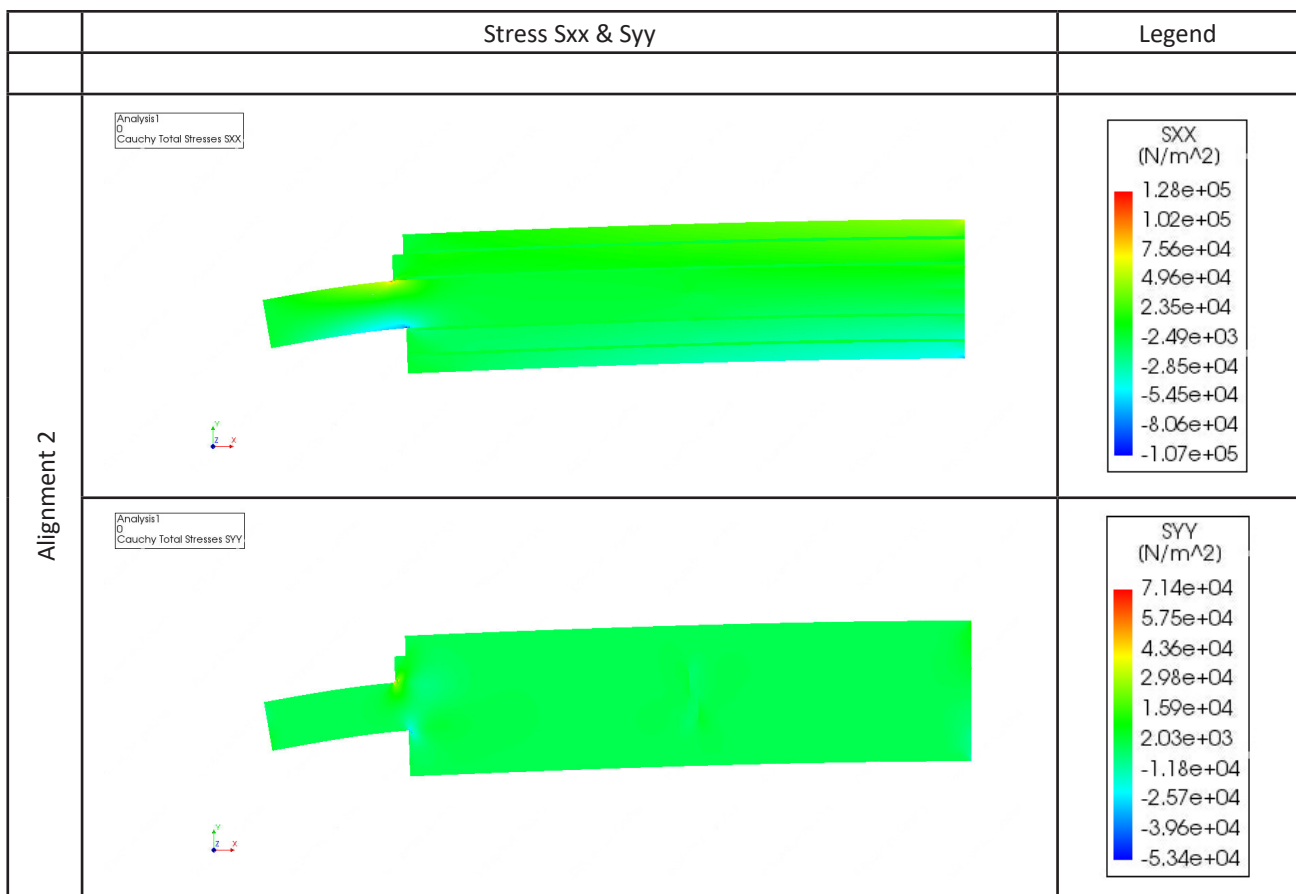 Stress Sxx & Syy
Legend
Alignment 2
Analysis1
0
Cauchy Total Stresses SXX
Y
Z X
SXX
(N/m^2)
1.28e+05
1.02e+05
7.56e+04
4.96e+04
2.35e+04
-2.49e+03
-2.85e+04
-5.45e+04
-8.06e+04
-1.07e+05
Analysis1
0
Cauchy Total Stresses SYY
Y
Z X
SYY
(N/m^2)
7.14e+04
5.75e+04
4.36e+04
2.98e+04
1.59e+04
2.03e+03
-1.18e+04
-2.57e+04
-3.96e+04
-5.34e+04